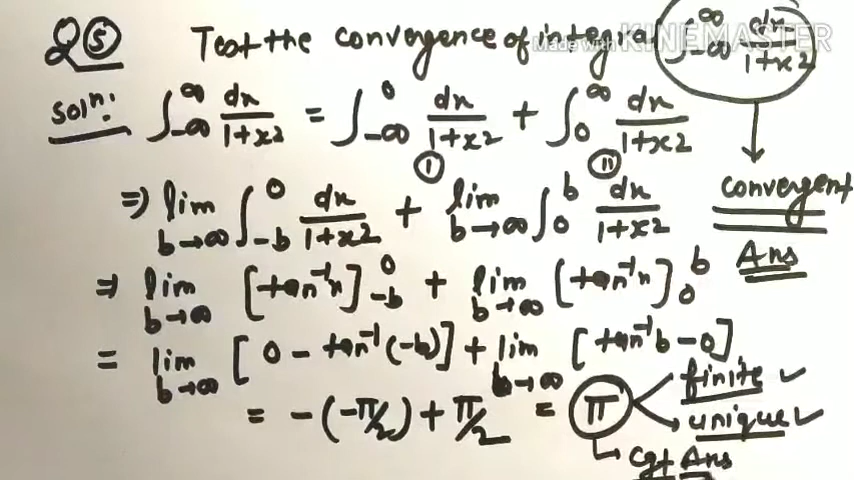 Q⑤ Test the convergence of integral ∫_{-∞}^{∞} dx/1+x2
Made with KINEMASTER
Solⁿ: ∫_{-∞}^{∞} dx/1+x2 = ∫_{-∞}^{0} dx/1+x2 + ∫_{0}^{∞} dx/1+x2
Ⓘ Ⓘⓘ
convergent
Ans
⇒ lim_{b→∞} ∫_{-b}^{0} dx/1+x2 + lim_{b→∞} ∫_{0}^{b} dx/1+x2
⇒ lim_{b→∞} [tan⁻¹x]_{-b}^{0} + lim_{b→∞} [tan⁻¹x]_{0}^{b}
= lim_{b→∞} [0 - tan⁻¹(-b)] + lim_{b→∞} [tan⁻¹b - 0]
= -(-π/2) + π/2 = π
finite ✓
unique ✓
cgt Ans